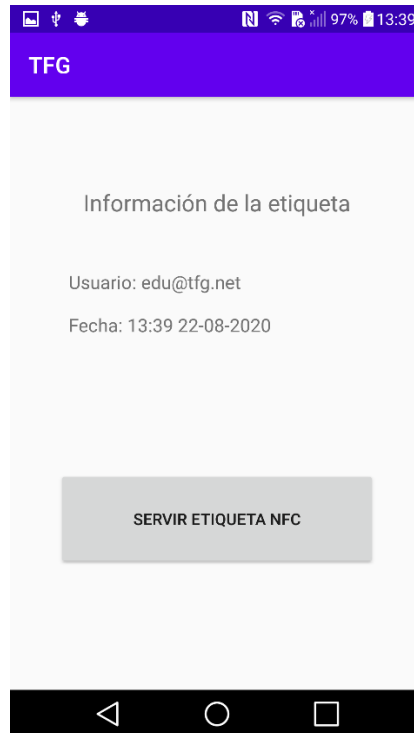 97% 13:39
TFG
Información de la etiqueta
Usuario: edu@tfg.net
Fecha: 13:39 22-08-2020
SERVIR ETIQUETA NFC